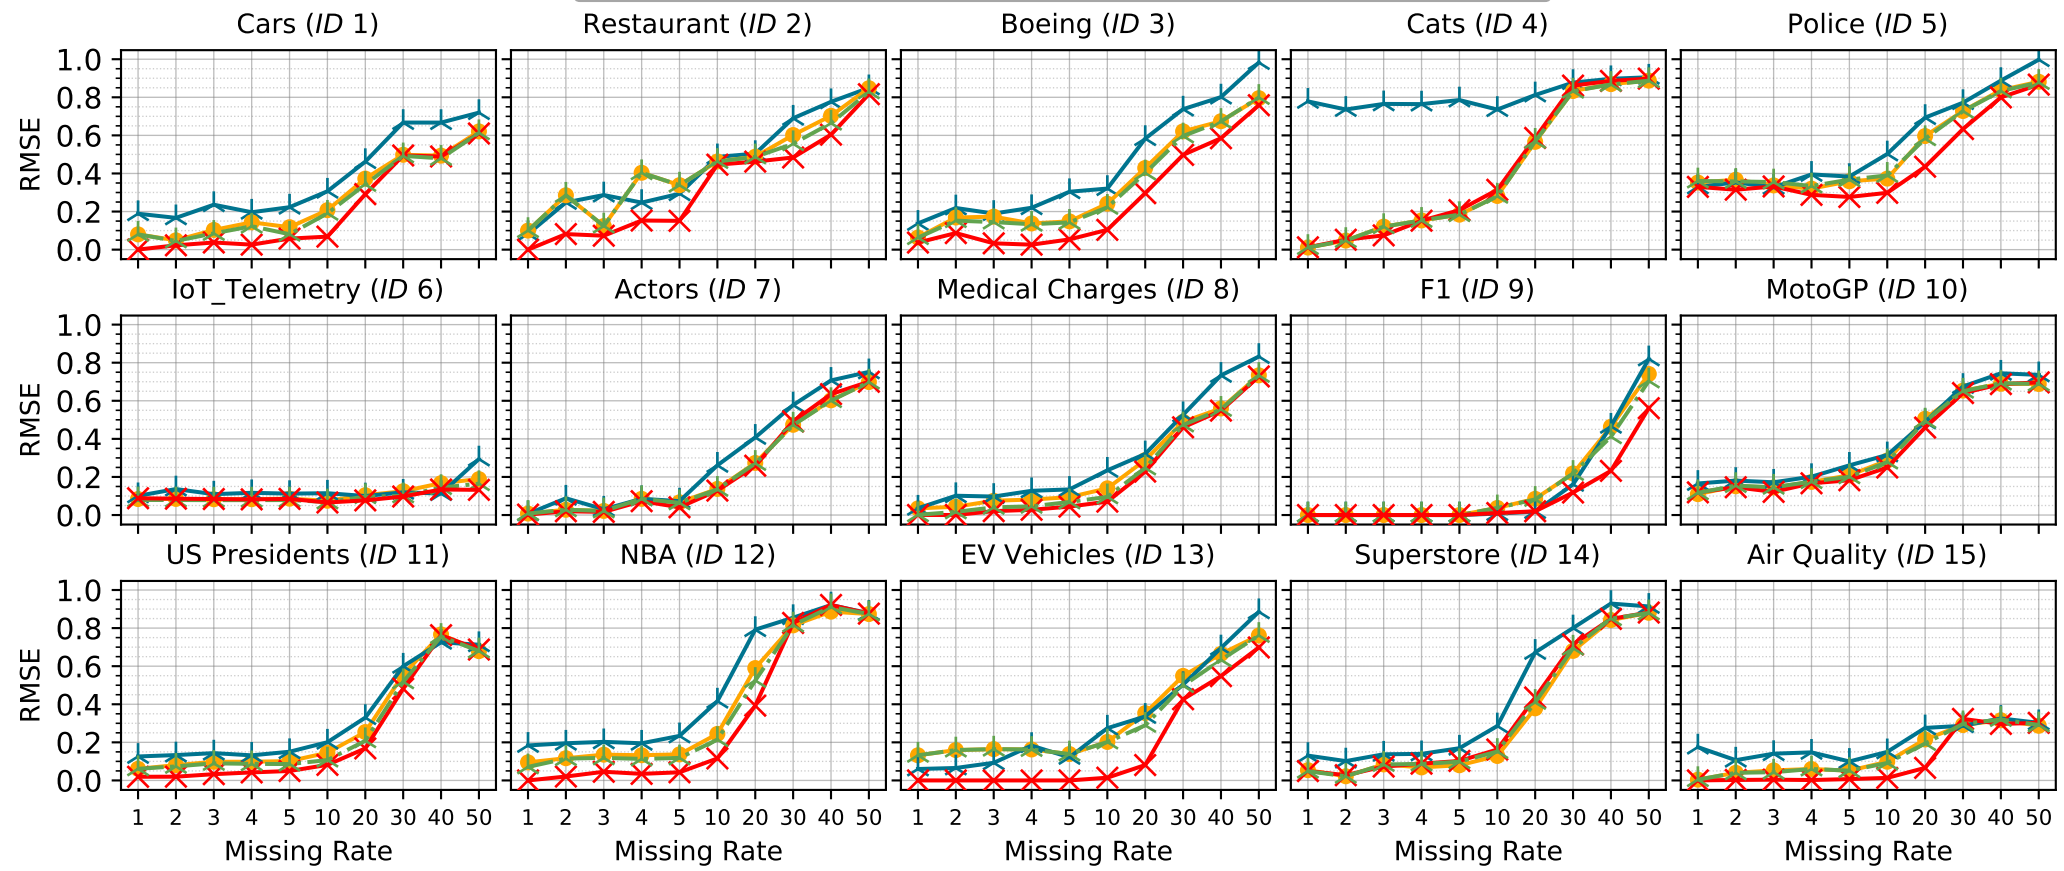 Cars (ID 1) Restaurant (ID 2) Boeing (ID 3) Cats (ID 4) Police (ID 5)
1.0
0.8
0.6
0.4
0.2
0.0
RMSE
IoT_Telemetry (ID 6) Actors (ID 7) Medical Charges (ID 8) F1 (ID 9) MotoGP (ID 10)
1.0
0.8
0.6
0.4
0.2
0.0
RMSE
US Presidents (ID 11) NBA (ID 12) EV Vehicles (ID 13) Superstore (ID 14) Air Quality (ID 15)
1.0
0.8
0.6
0.4
0.2
0.0
RMSE
1 2 3 4 5 10 20 30 40 50 1 2 3 4 5 10 20 30 40 50 1 2 3 4 5 10 20 30 40 50 1 2 3 4 5 10 20 30 40 50 1 2 3 4 5 10 20 30 40 50
Missing Rate Missing Rate Missing Rate Missing Rate Missing Rate